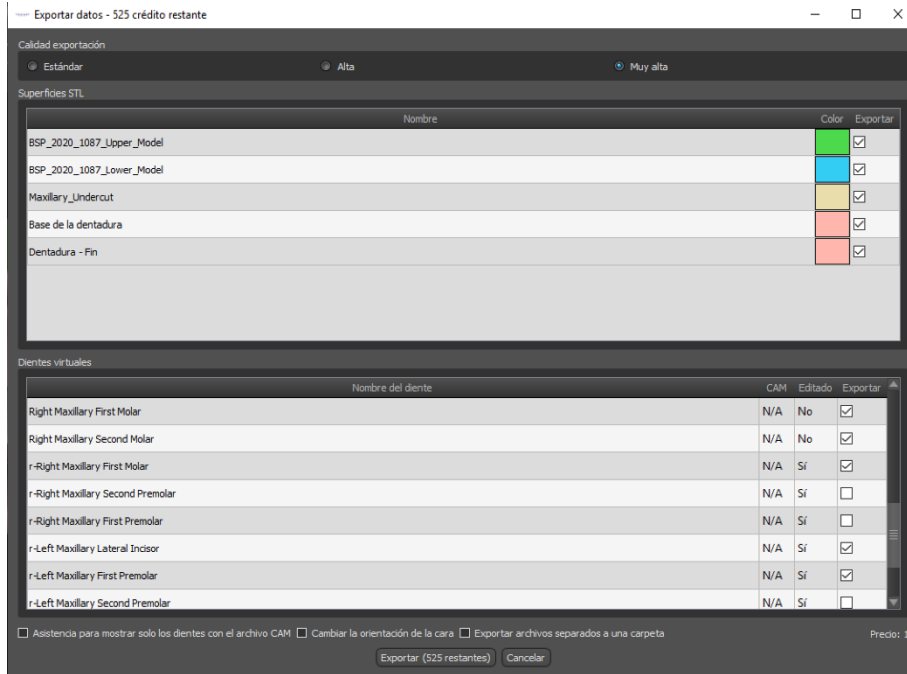 Exportar datos - 525 crédito restante
Calidad exportación
Estándar Alta Muy alta
Superficies STL
Nombre Color Exportar
BSP_2020_1087_Upper_Model
BSP_2020_1087_Lower_Model
Maxillary_Undercut
Base de la dentadura
Dentadura - Fin
Dientes virtuales
Nombre del diente CAM Editado Exportar
Right Maxillary First Molar N/A No
Right Maxillary Second Molar N/A No
r-Right Maxillary First Molar N/A Sí
r-Right Maxillary Second Premolar N/A Sí
r-Right Maxillary First Premolar N/A Sí
r-Left Maxillary Lateral Incisor N/A Sí
r-Left Maxillary First Premolar N/A Sí
r-Left Maxillary Second Premolar N/A Sí
Asistencia para mostrar solo los dientes con el archivo CAM Cambiar la orientación de la cara Exportar archivos separados a una carpeta Precio: 1
Exportar (525 restantes) Cancelar